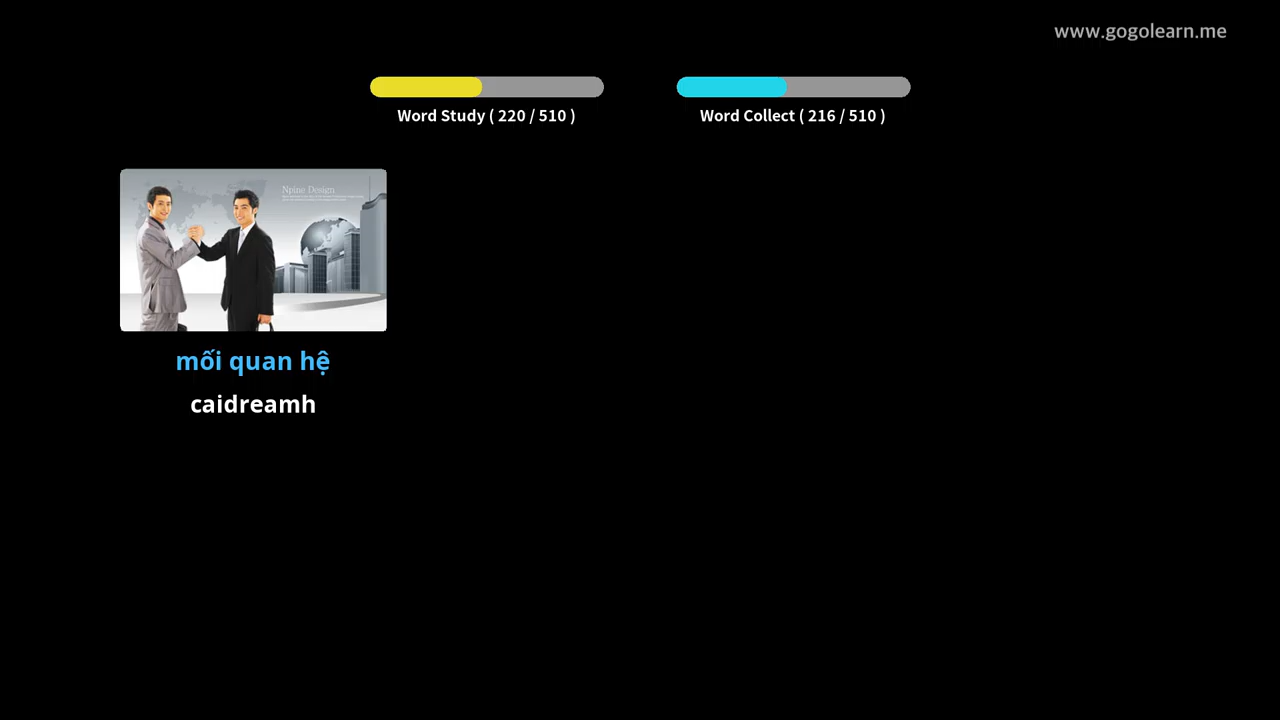 www.gogolearn.me
Word Study ( 220 / 510 )
Word Collect ( 216 / 510 )
Npine Design
mối quan hệ
caidreamh